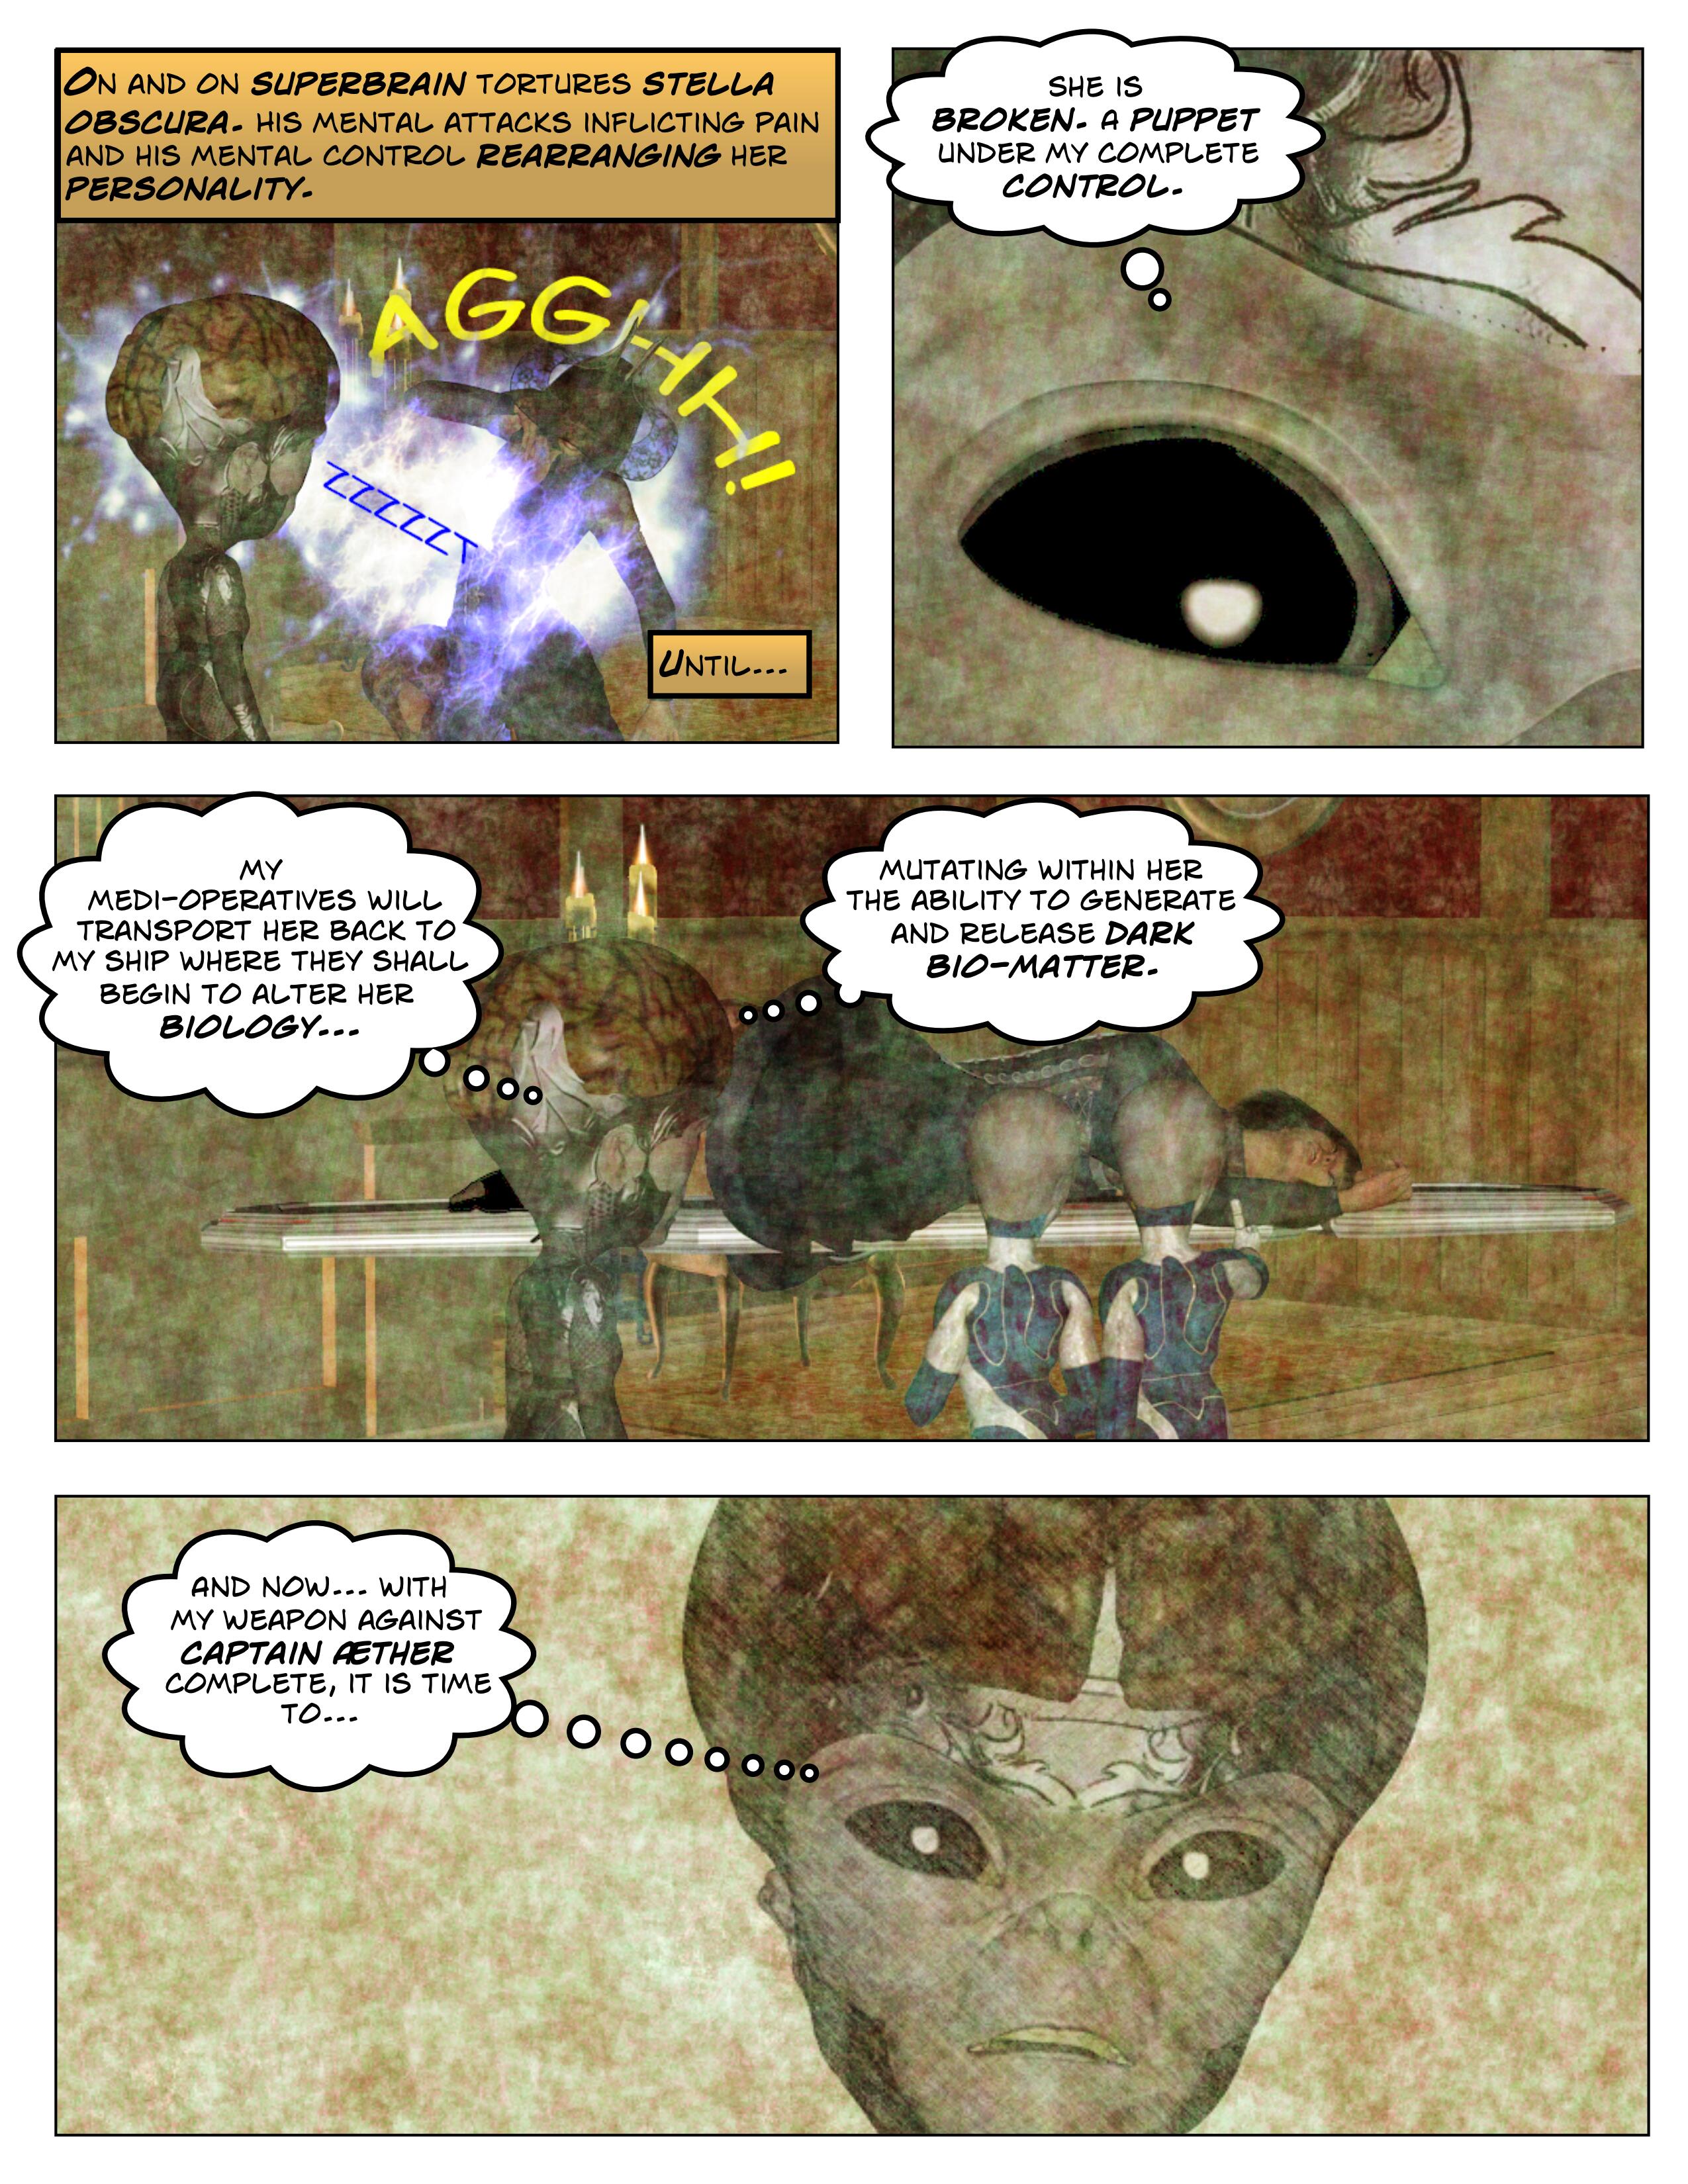 ON AND ON SUPERBRAIN TORTURES STELLA
OBSCURA. HIS MENTAL ATTACKS INFLICTING PAIN
AND HIS MENTAL CONTROL REARRANGING HER
PERSONALITY.
AGGHHH!!
ZZZZZZT
UNTIL...
SHE IS
BROKEN. A PUPPET
UNDER MY COMPLETE
CONTROL.
MY
MEDI-OPERATIVES WILL
TRANSPORT HER BACK TO
MY SHIP WHERE THEY SHALL
BEGIN TO ALTER HER
BIOLOGY...
MUTATING WITHIN HER
THE ABILITY TO GENERATE
AND RELEASE DARK
BIO-MATTER.
AND NOW... WITH
MY WEAPON AGAINST
CAPTAIN ÆTHER
COMPLETE, IT IS TIME
TO...